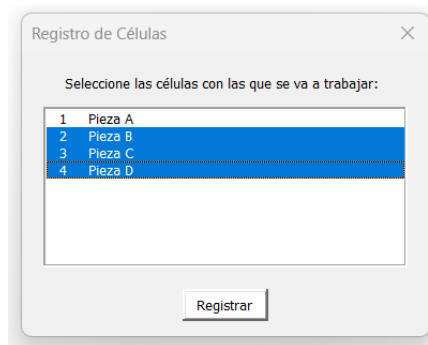 Registro de Células
Seleccione las células con las que se va a trabajar:
1 Pieza A
2 Pieza B
3 Pieza C
4 Pieza D
Registrar